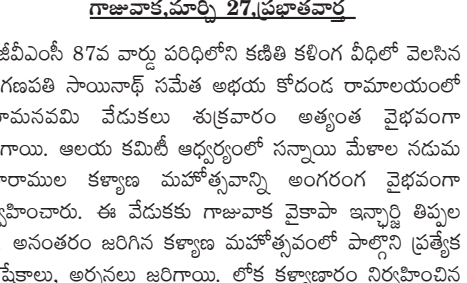 గాజువాక,మార్చి 27,ప్రభాతవార్త
జీవీఎంసీ 87వ వార్డు పరిధిలోని కణితి కళింగ వీధిలో వెలసిన
గణపతి సాయినాథ్ సమేత అభయ కోదండ రామాలయంలో
రామనవమి వేడుకలు శుక్రవారం అత్యంత వైభవంగా
గాయి. ఆలయ కమిటీ ఆధ్వర్యంలో సన్నాయి మేళాల నడుమ
రాముల కళ్యాణ మహోత్సవాన్ని అంగరంగ వైభవంగా
హించారు. ఈ వేడుకకు గాజువాక వైకాపా ఇన్ఛార్జి తిప్పల
అనంతరం జరిగిన కళ్యాణ మహోత్సవంలో పాల్గొని ప్రత్యేక
షేకాలు, అర్చనలు జరిగాయి. లోక కళ్యాణార్థం నిర్వహించిన